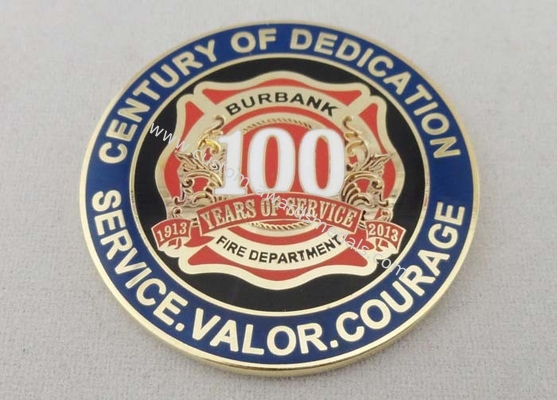 CENTURY OF DEDICATION
BURBANK
100
YEARS OF SERVICE
1913
2013
FIRE DEPARTMENT
SERVICE.VALOR.COURAGE